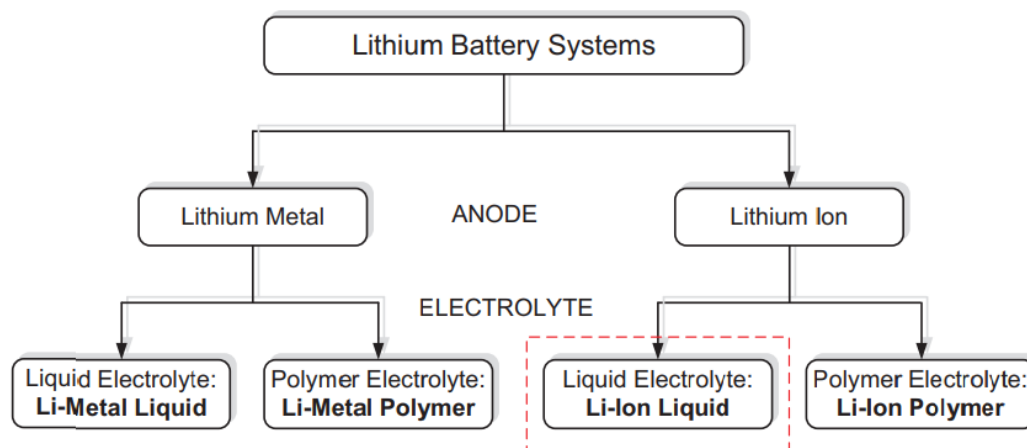 Lithium Battery Systems
Lithium Metal
ANODE
Lithium Ion
ELECTROLYTE
Liquid Electrolyte:
Li-Metal Liquid
Polymer Electrolyte:
Li-Metal Polymer
Liquid Electrolyte:
Li-Ion Liquid
Polymer Electrolyte:
Li-Ion Polymer